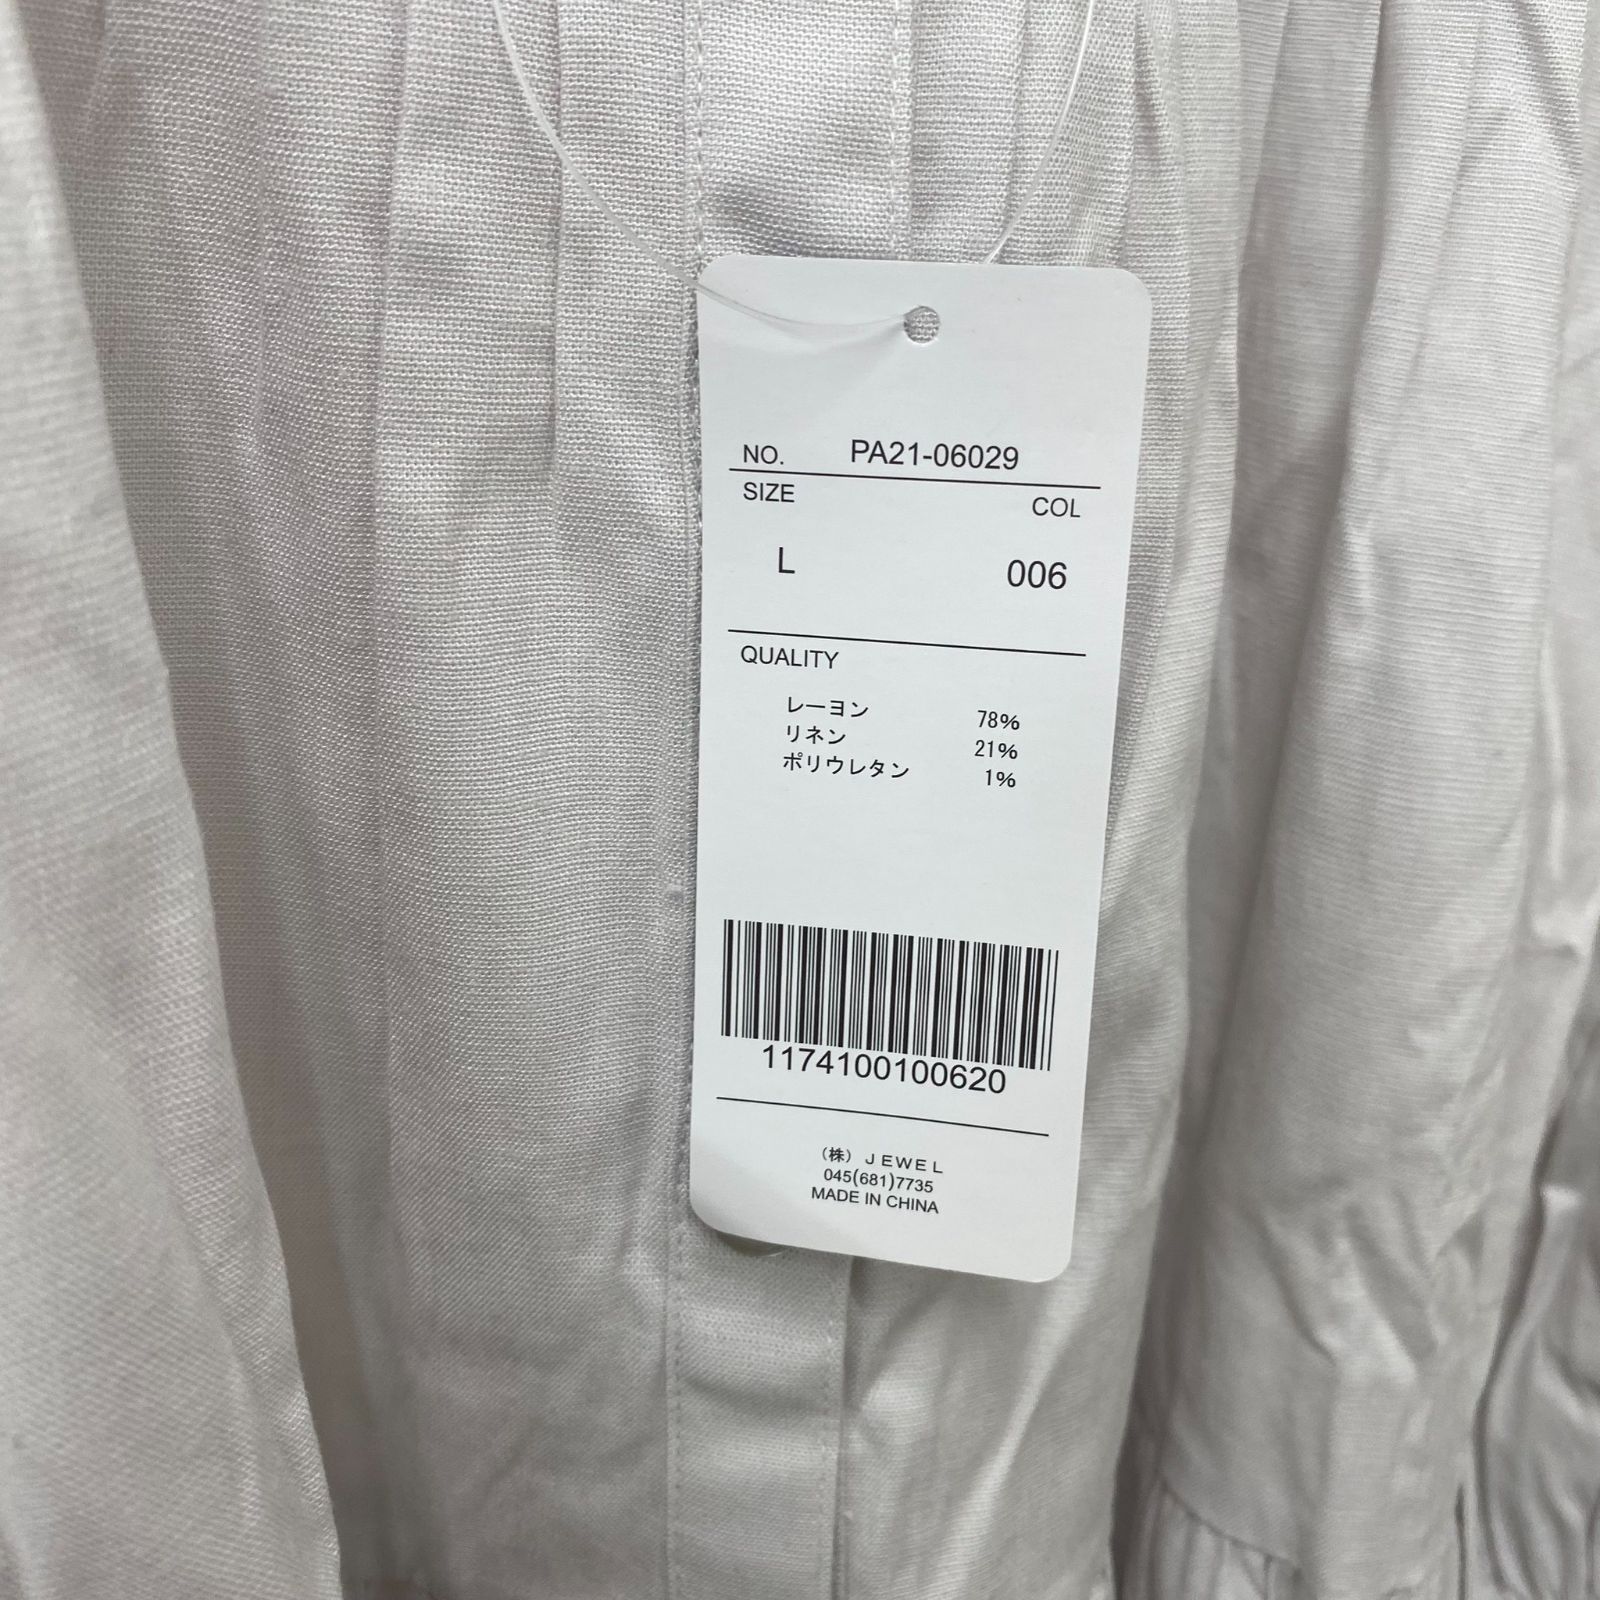 NO. PA21-06029
SIZE COL
L 006
QUALITY
レーヨン 78%
リネン 21%
ポリウレタン 1%
1174100100620
(株) JEWEL
045(681)7735
MADE IN CHINA